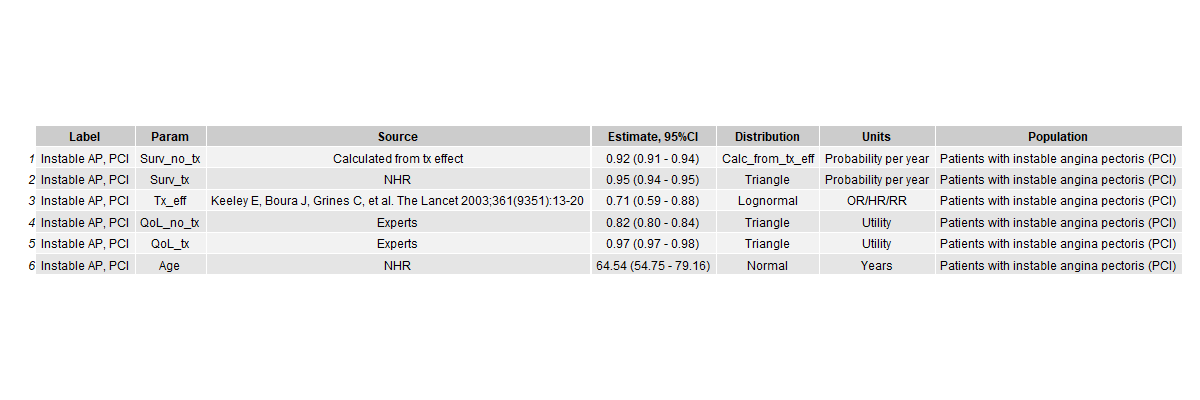 Label Param Source Estimate, 95%CI Distribution Units Population
1 Instable AP, PCI Surv_no_tx Calculated from tx effect 0.92 (0.91 - 0.94) Calc_from_tx_eff Probability per year Patients with instable angina pectoris (PCI)
2 Instable AP, PCI Surv_tx NHR 0.95 (0.94 - 0.95) Triangle Probability per year Patients with instable angina pectoris (PCI)
3 Instable AP, PCI Tx_eff Keeley E, Boura J, Grines C, et al. The Lancet 2003;361(9351):13-20 0.71 (0.59 - 0.88) Lognormal OR/HR/RR Patients with instable angina pectoris (PCI)
4 Instable AP, PCI QoL_no_tx Experts 0.82 (0.80 - 0.84) Triangle Utility Patients with instable angina pectoris (PCI)
5 Instable AP, PCI QoL_tx Experts 0.97 (0.97 - 0.98) Triangle Utility Patients with instable angina pectoris (PCI)
6 Instable AP, PCI Age NHR 64.54 (54.75 - 79.16) Normal Years Patients with instable angina pectoris (PCI)